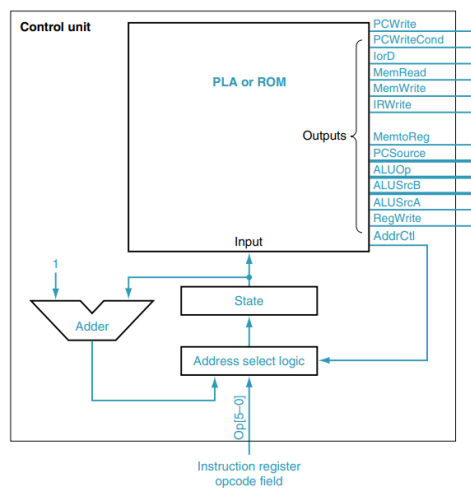 Control unit
PLA or ROM
Outputs
Input
PCWrite
PCWriteCond
IorD
MemRead
MemWrite
IRWrite
MemtoReg
PCSource
ALUOp
ALUSrcB
ALUSrcA
RegWrite
AddrCtl
1
Adder
State
Address select logic
Op[5–0]
Instruction register
opcode field